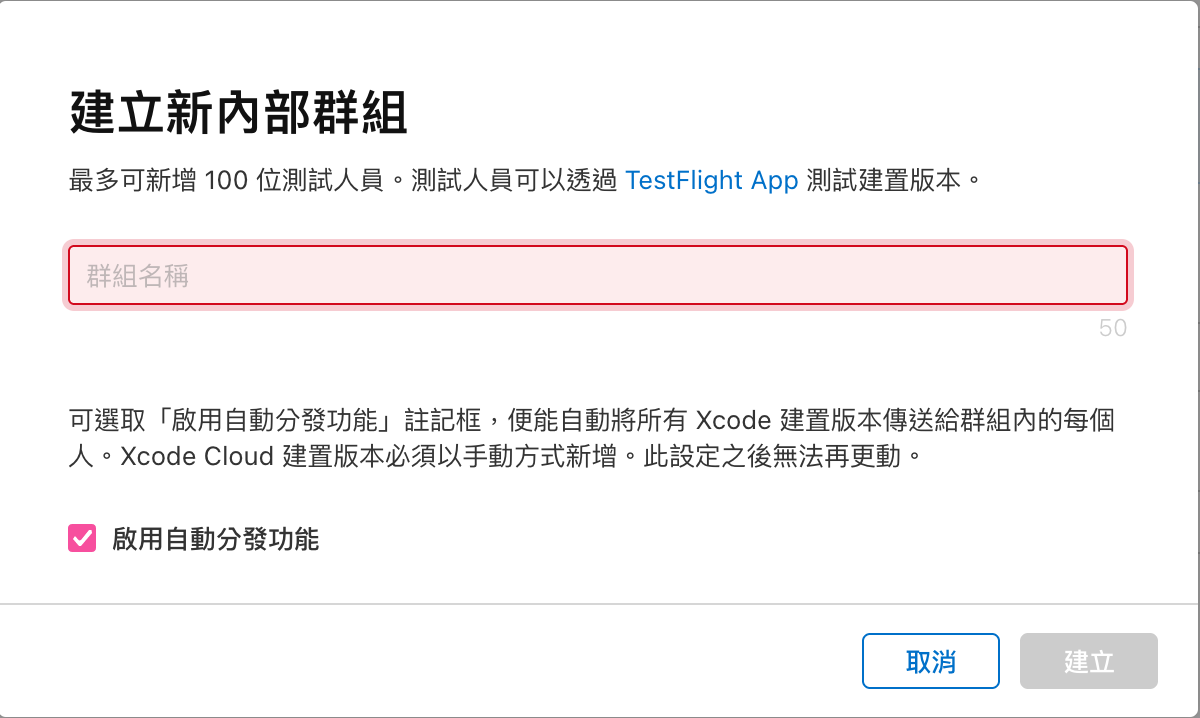 建立新內部群組
最多可新增 100 位測試人員。測試人員可以透過 TestFlight App 測試建置版本。
群組名稱
50
可選取「啟用自動分發功能」註記框，便能自動將所有 Xcode 建置版本傳送給群組內的每個
人。Xcode Cloud 建置版本必須以手動方式新增。此設定之後無法再更動。
啟用自動分發功能
取消
建立